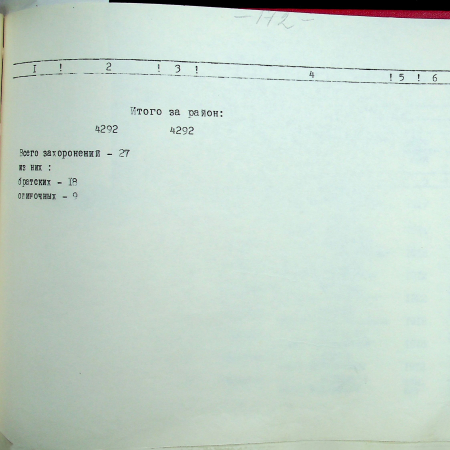 -112-
I ! 2 ! 3 ! 4 ! 5 ! 6
Итого за район:
4292 4292
Всего захоронений - 27
из них :
братских - I8
одиночных - 9